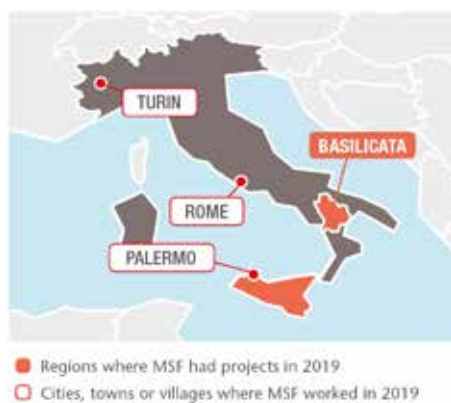 TURIN
BASILICATA
ROME
PALERMO
Regions where MSF had projects in 2019
Cities, towns or villages where MSF worked in 2019